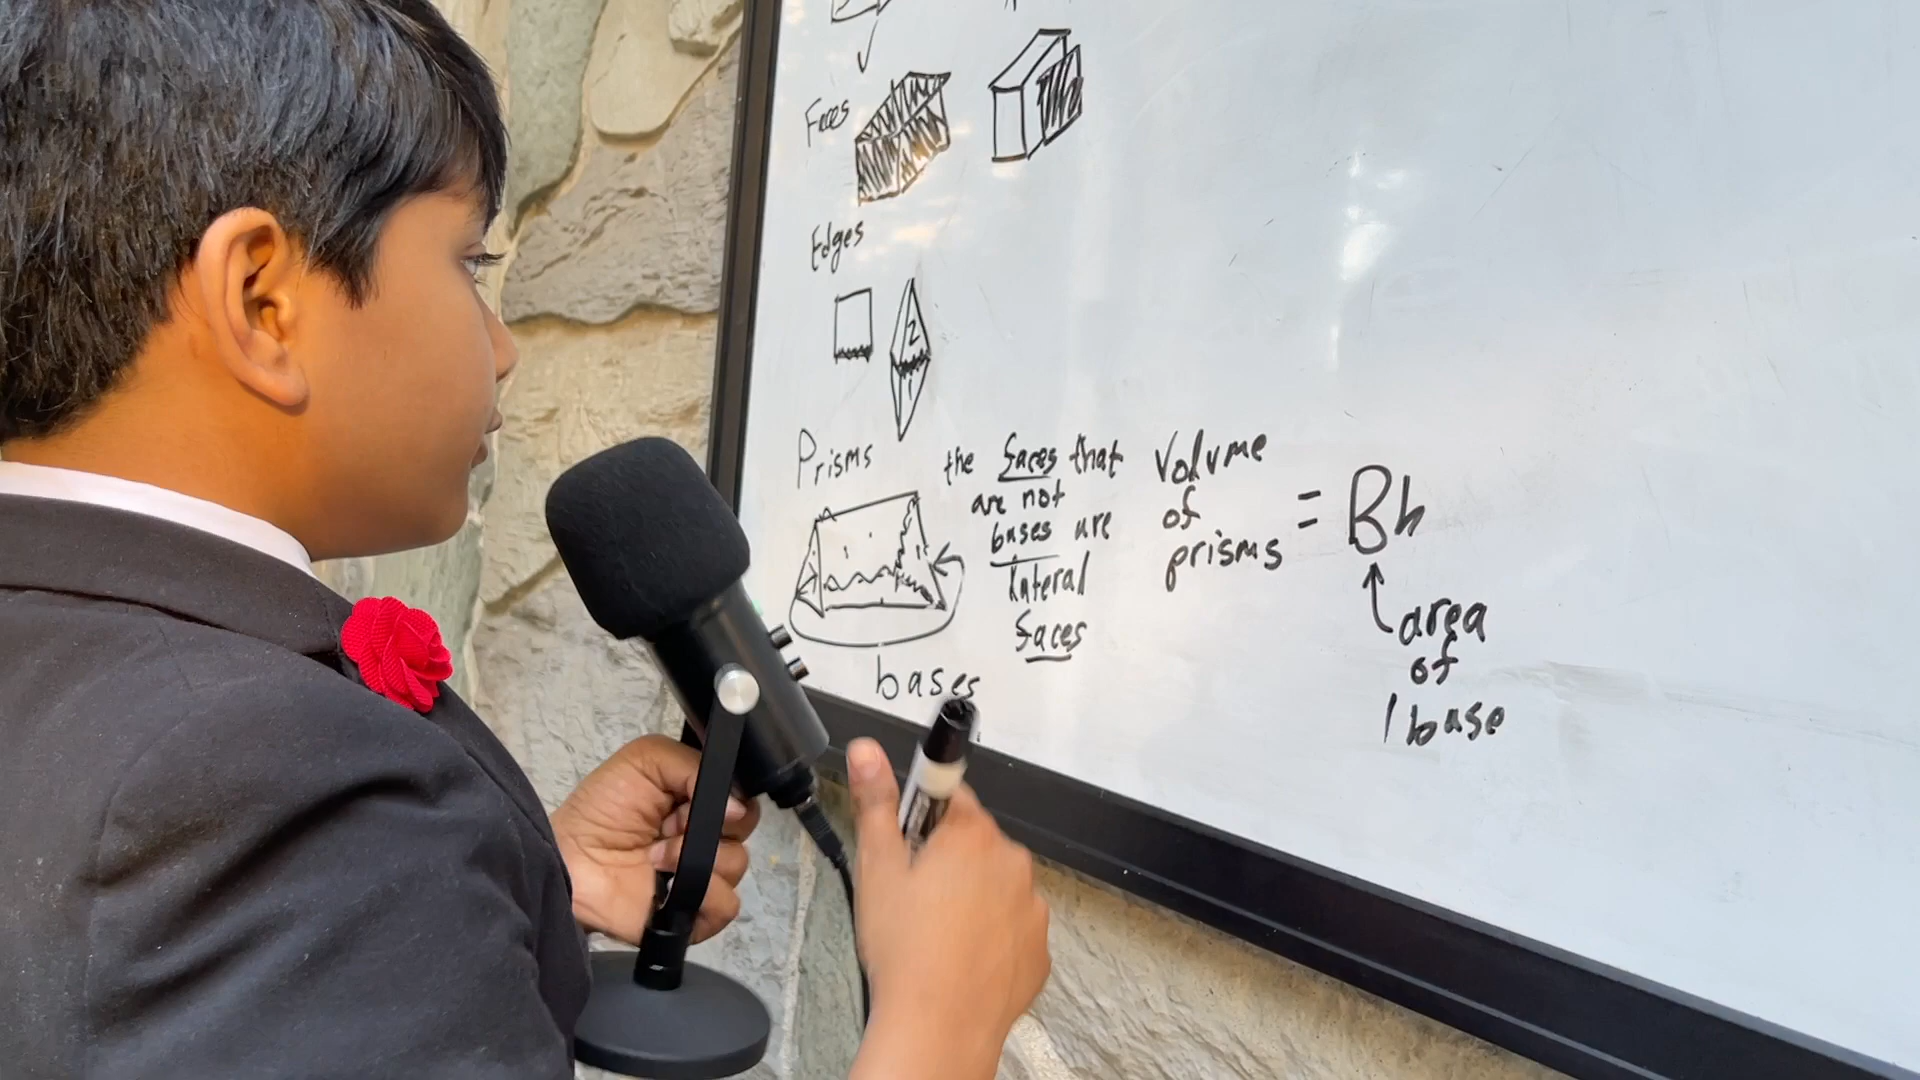 Faces
Edges
2
1
Prisms
the faces that
are not
bases are
lateral
faces
bases
Volume
of
prisms
= Bh
area
of
1 base